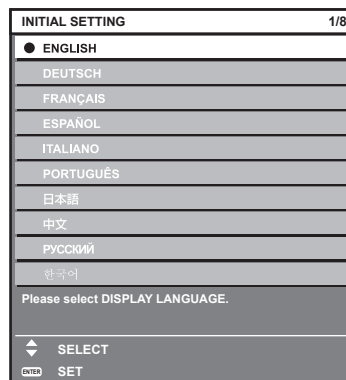 INITIAL SETTING 1/8
ENGLISH
DEUTSCH
FRANÇAIS
ESPAÑOL
ITALIANO
PORTUGUÊS
日本語
中文
РУССКИЙ
한국어
Please select DISPLAY LANGUAGE.
SELECT
ENTER SET